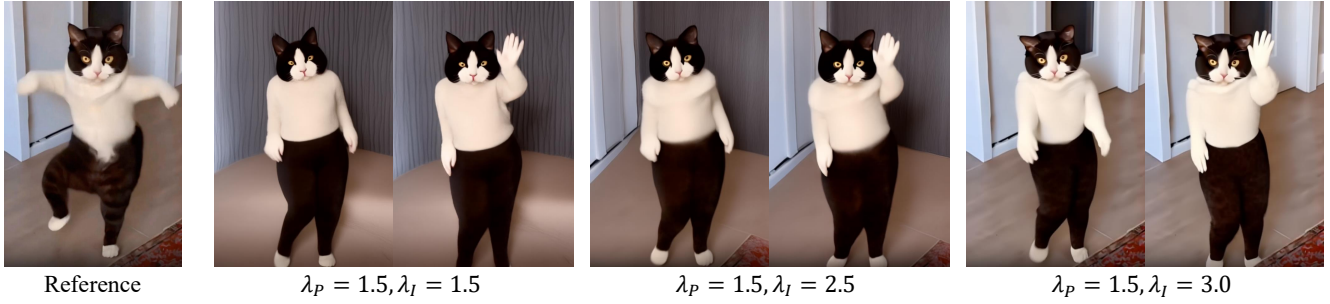 Reference
λ_P = 1.5, λ_I = 1.5
λ_P = 1.5, λ_I = 2.5
λ_P = 1.5, λ_I = 3.0